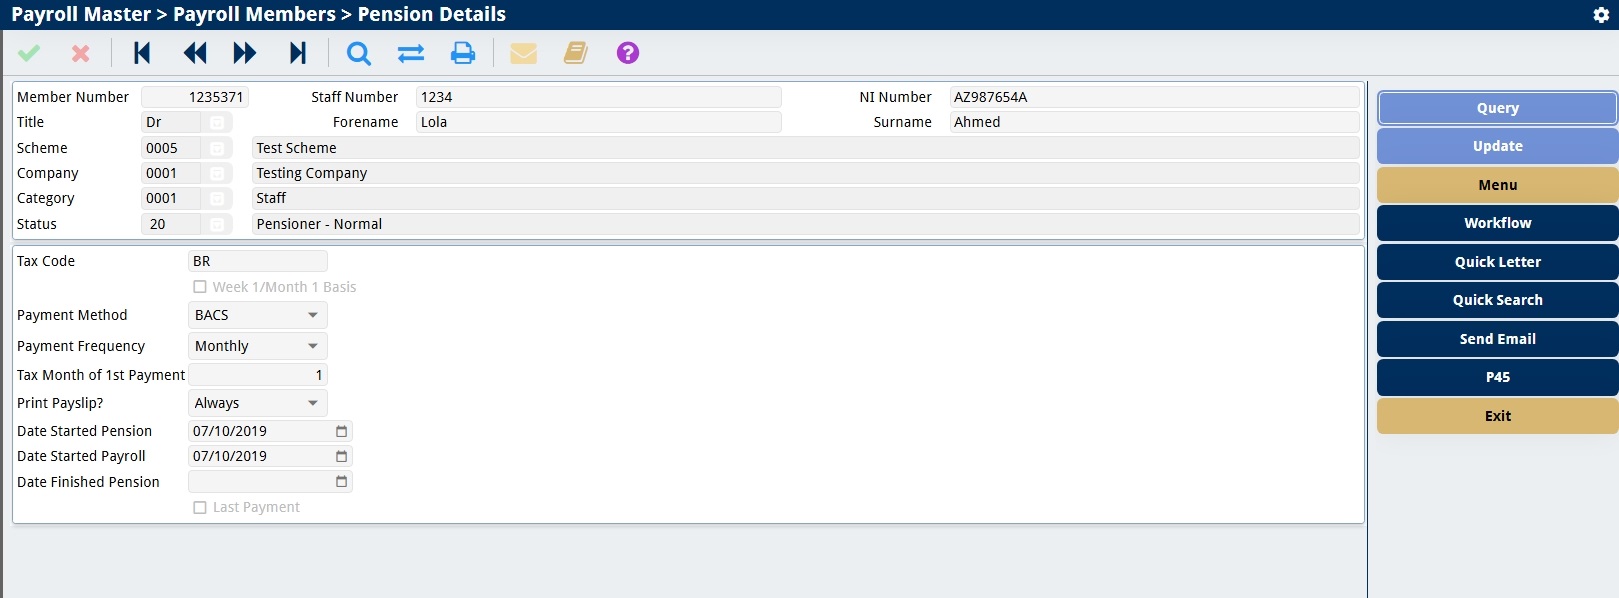 Payroll Master > Payroll Members > Pension Details
?
Member Number 1235371 Staff Number 1234 NI Number AZ987654A
Title Dr Forename Lola Surname Ahmed
Scheme 0005 Test Scheme
Company 0001 Testing Company
Category 0001 Staff
Status 20 Pensioner - Normal
Tax Code BR
Week 1/Month 1 Basis
Payment Method BACS
Payment Frequency Monthly
Tax Month of 1st Payment 1
Print Payslip? Always
Date Started Pension 07/10/2019
Date Started Payroll 07/10/2019
Date Finished Pension
Last Payment
Query
Update
Menu
Workflow
Quick Letter
Quick Search
Send Email
P45
Exit